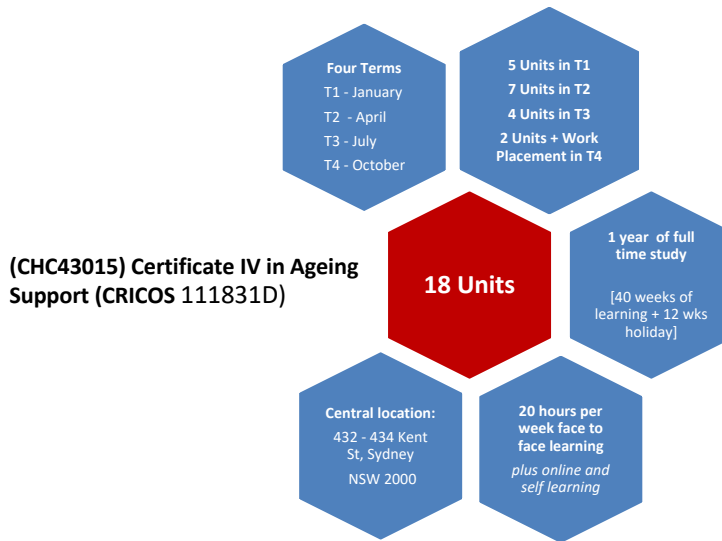 Four Terms
T1 - January
T2 - April
T3 - July
T4 - October
5 Units in T1
7 Units in T2
4 Units in T3
2 Units + Work
Placement in T4
(CHC43015) Certificate IV in Ageing
Support (CRICOS 111831D)
18 Units
1 year of full
time study
[40 weeks of
learning + 12 wks
holiday]
Central location:
432 - 434 Kent
St, Sydney
NSW 2000
20 hours per
week face to
face learning
plus online and
self learning